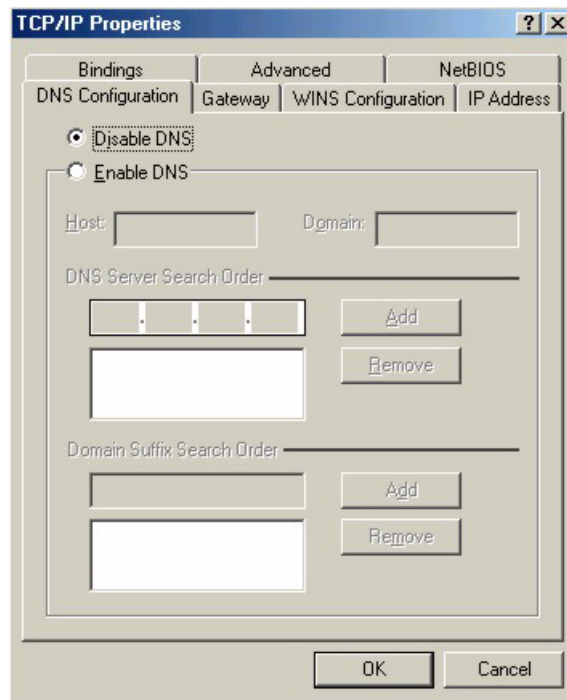 TCP/IP Properties
Bindings Advanced NetBIOS
DNS Configuration Gateway WINS Configuration IP Address
Disable DNS
Enable DNS
Host: Domain:
DNS Server Search Order
. . . Add
Remove
Domain Suffix Search Order
Add
Remove
OK Cancel